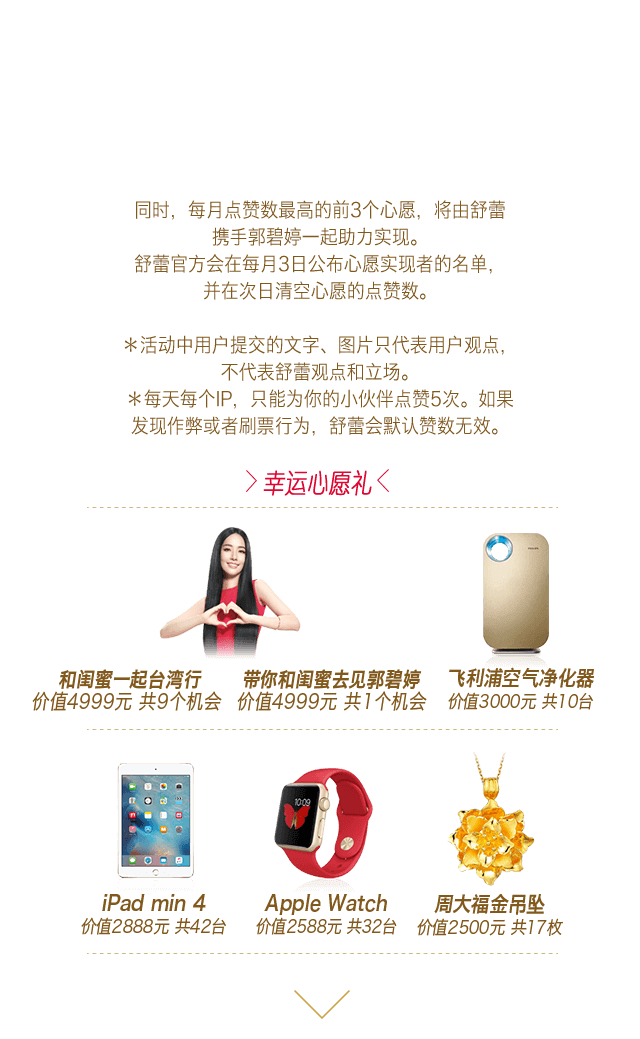 同时，每月点赞数最高的前3个心愿，将由舒蕾
携手郭碧婷一起助力实现。
舒蕾官方会在每月3日公布心愿实现者的名单，
并在次日清空心愿的点赞数。
＊活动中用户提交的文字、图片只代表用户观点，
不代表舒蕾观点和立场。
＊每天每个IP，只能为你的小伙伴点赞5次。如果
发现作弊或者刷票行为，舒蕾会默认赞数无效。
幸运心愿礼
PHILIPS
和闺蜜一起台湾行
价值4999元 共9个机会
带你和闺蜜去见郭碧婷
价值4999元 共1个机会
飞利浦空气净化器
价值3000元 共10台
10:09
iPad min 4
价值2888元 共42台
Apple Watch
价值2588元 共32台
周大福金吊坠
价值2500元 共17枚